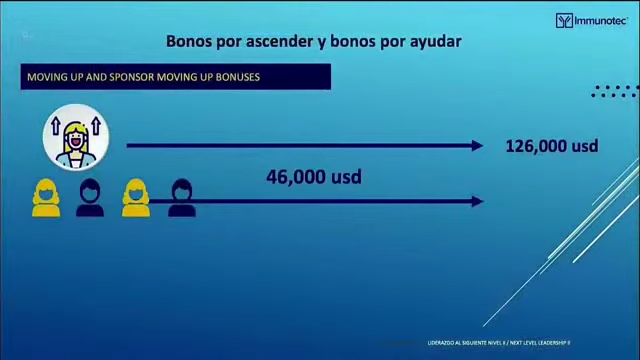 Immunotec
Bonos por ascender y bonos por ayudar
MOVING UP AND SPONSOR MOVING UP BONUSES
126,000 usd
46,000 usd
LIDERAZGO AL SIGUIENTE NIVEL II / NEXT LEVEL LEADERSHIP II